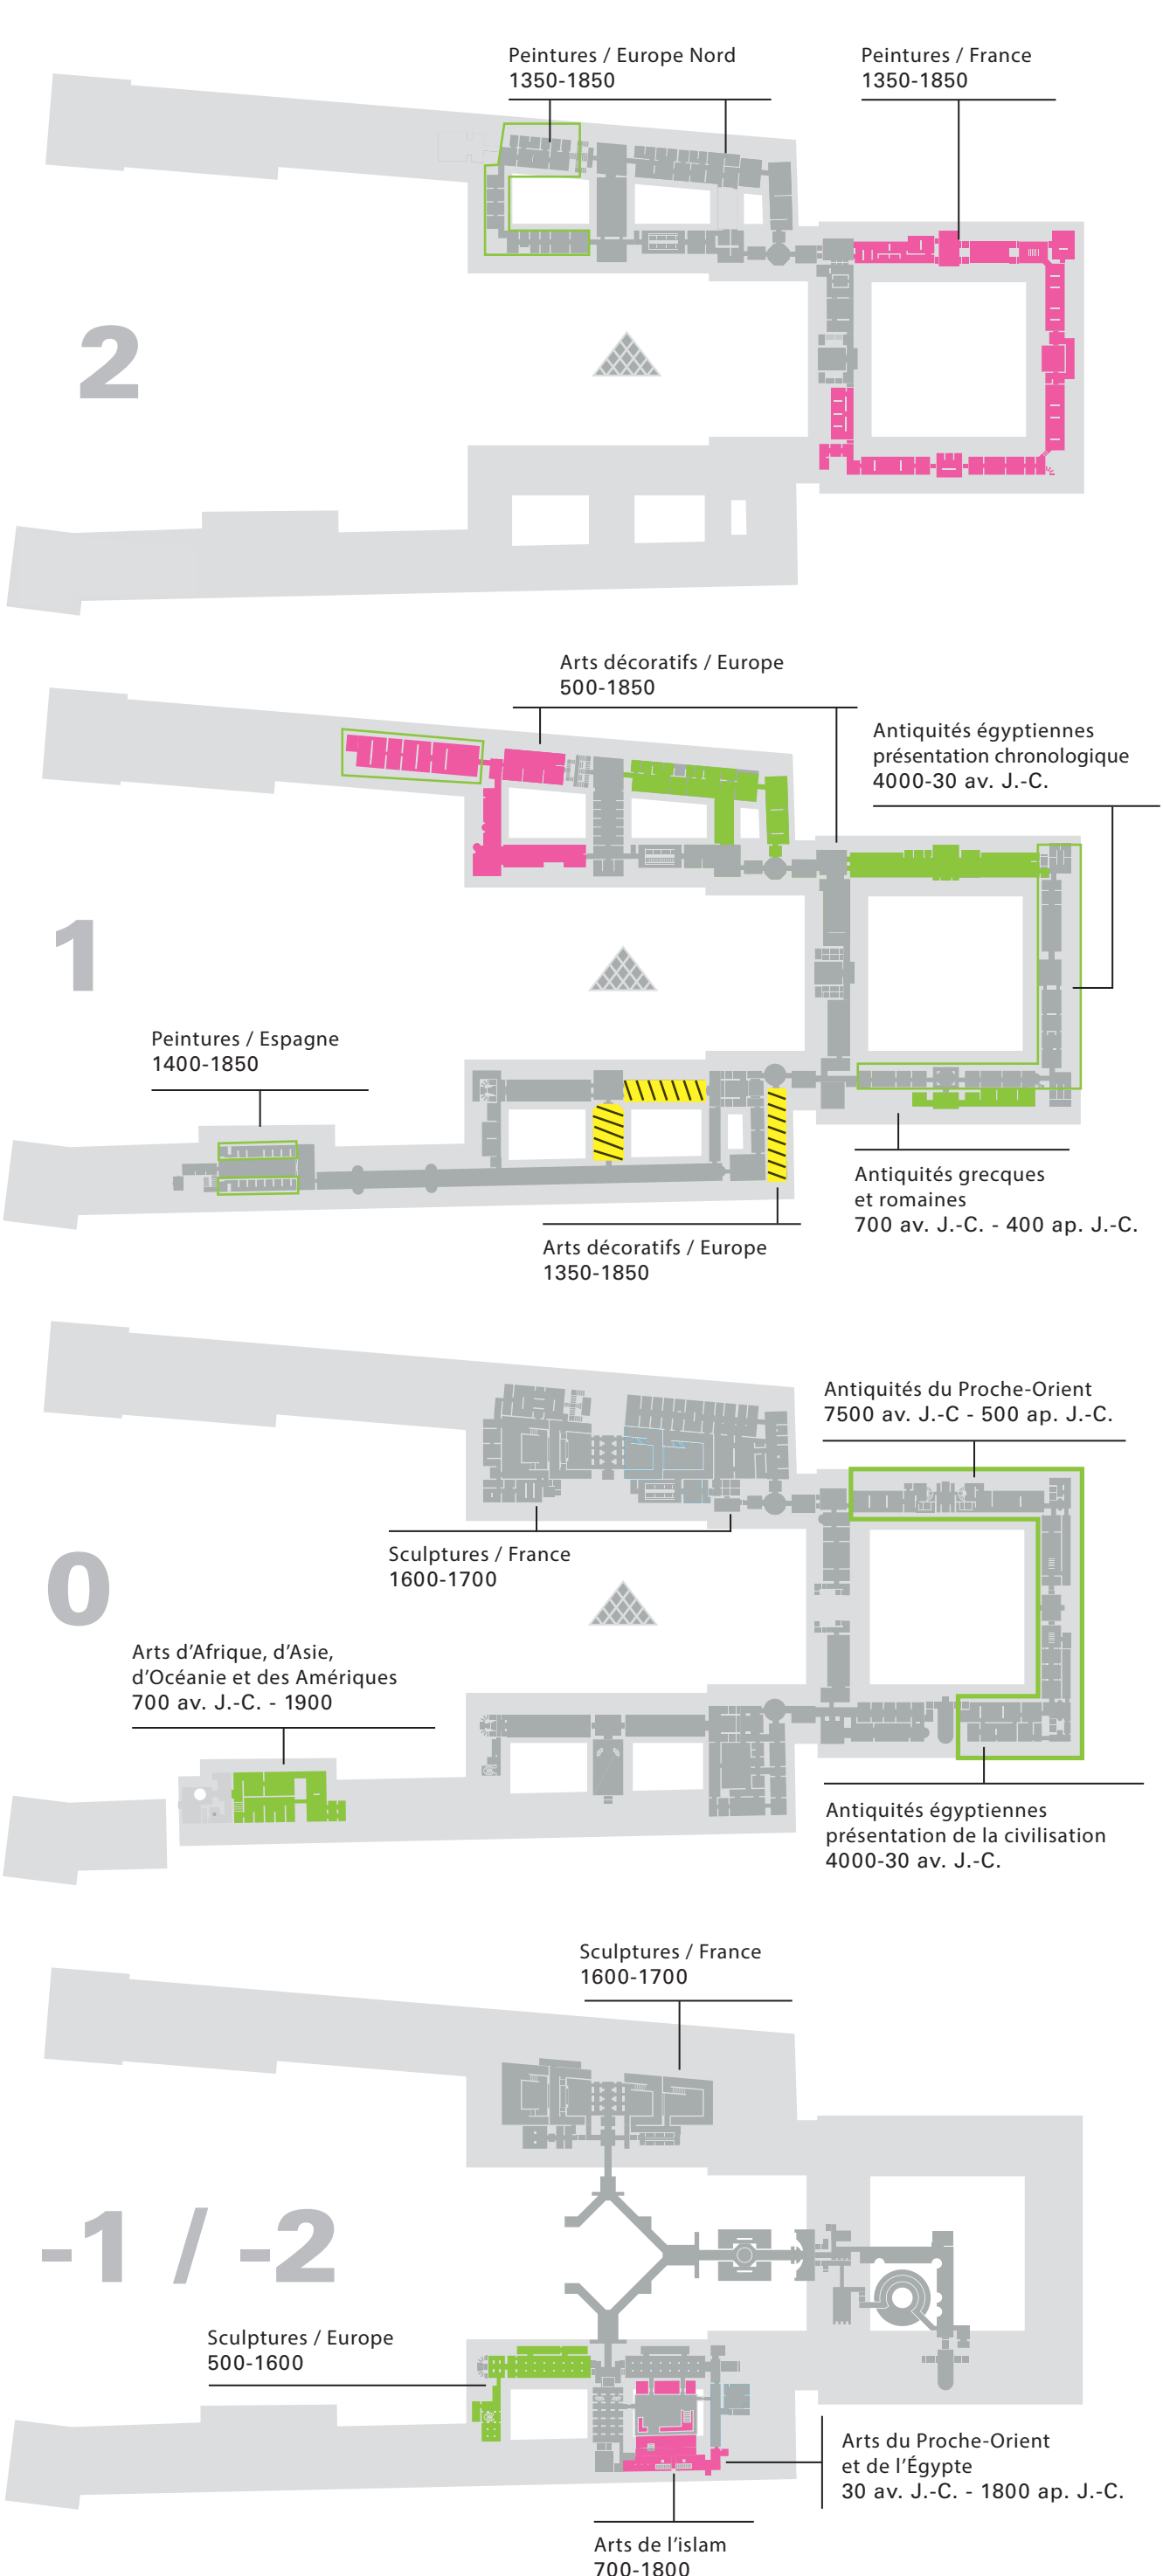 Peintures / Europe Nord
1350-1850
Peintures / France
1350-1850
2
Arts décoratifs / Europe
500-1850
Antiquités égyptiennes
présentation chronologique
4000-30 av. J.-C.
1
Peintures / Espagne
1400-1850
Antiquités grecques
et romaines
700 av. J.-C. - 400 ap. J.-C.
Arts décoratifs / Europe
1350-1850
Antiquités du Proche-Orient
7500 av. J.-C - 500 ap. J.-C.
Sculptures / France
1600-1700
0
Arts d’Afrique, d’Asie,
d’Océanie et des Amériques
700 av. J.-C. - 1900
Antiquités égyptiennes
présentation de la civilisation
4000-30 av. J.-C.
Sculptures / France
1600-1700
-1 / -2
Sculptures / Europe
500-1600
Arts du Proche-Orient
et de l’Égypte
30 av. J.-C. - 1800 ap. J.-C.
Arts de l’islam
700-1800